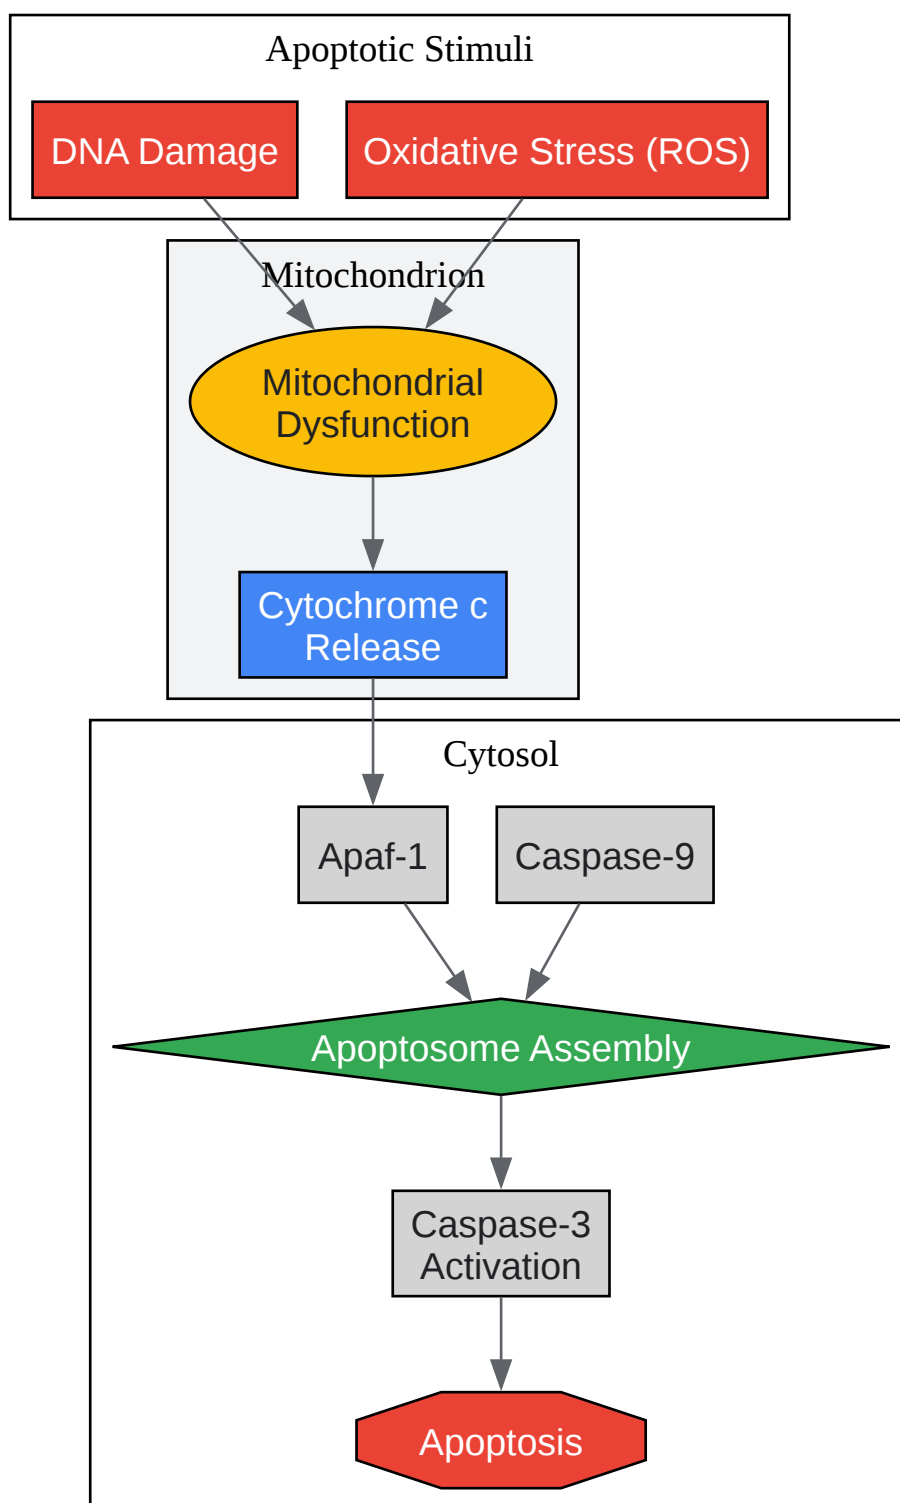 Apoptotic Stimuli
DNA Damage
Oxidative Stress (ROS)
Mitochondrion
Mitochondrial
Dysfunction
Cytochrome c
Release
Cytosol
Apaf-1
Caspase-9
Apoptosome Assembly
Caspase-3
Activation
Apoptosis